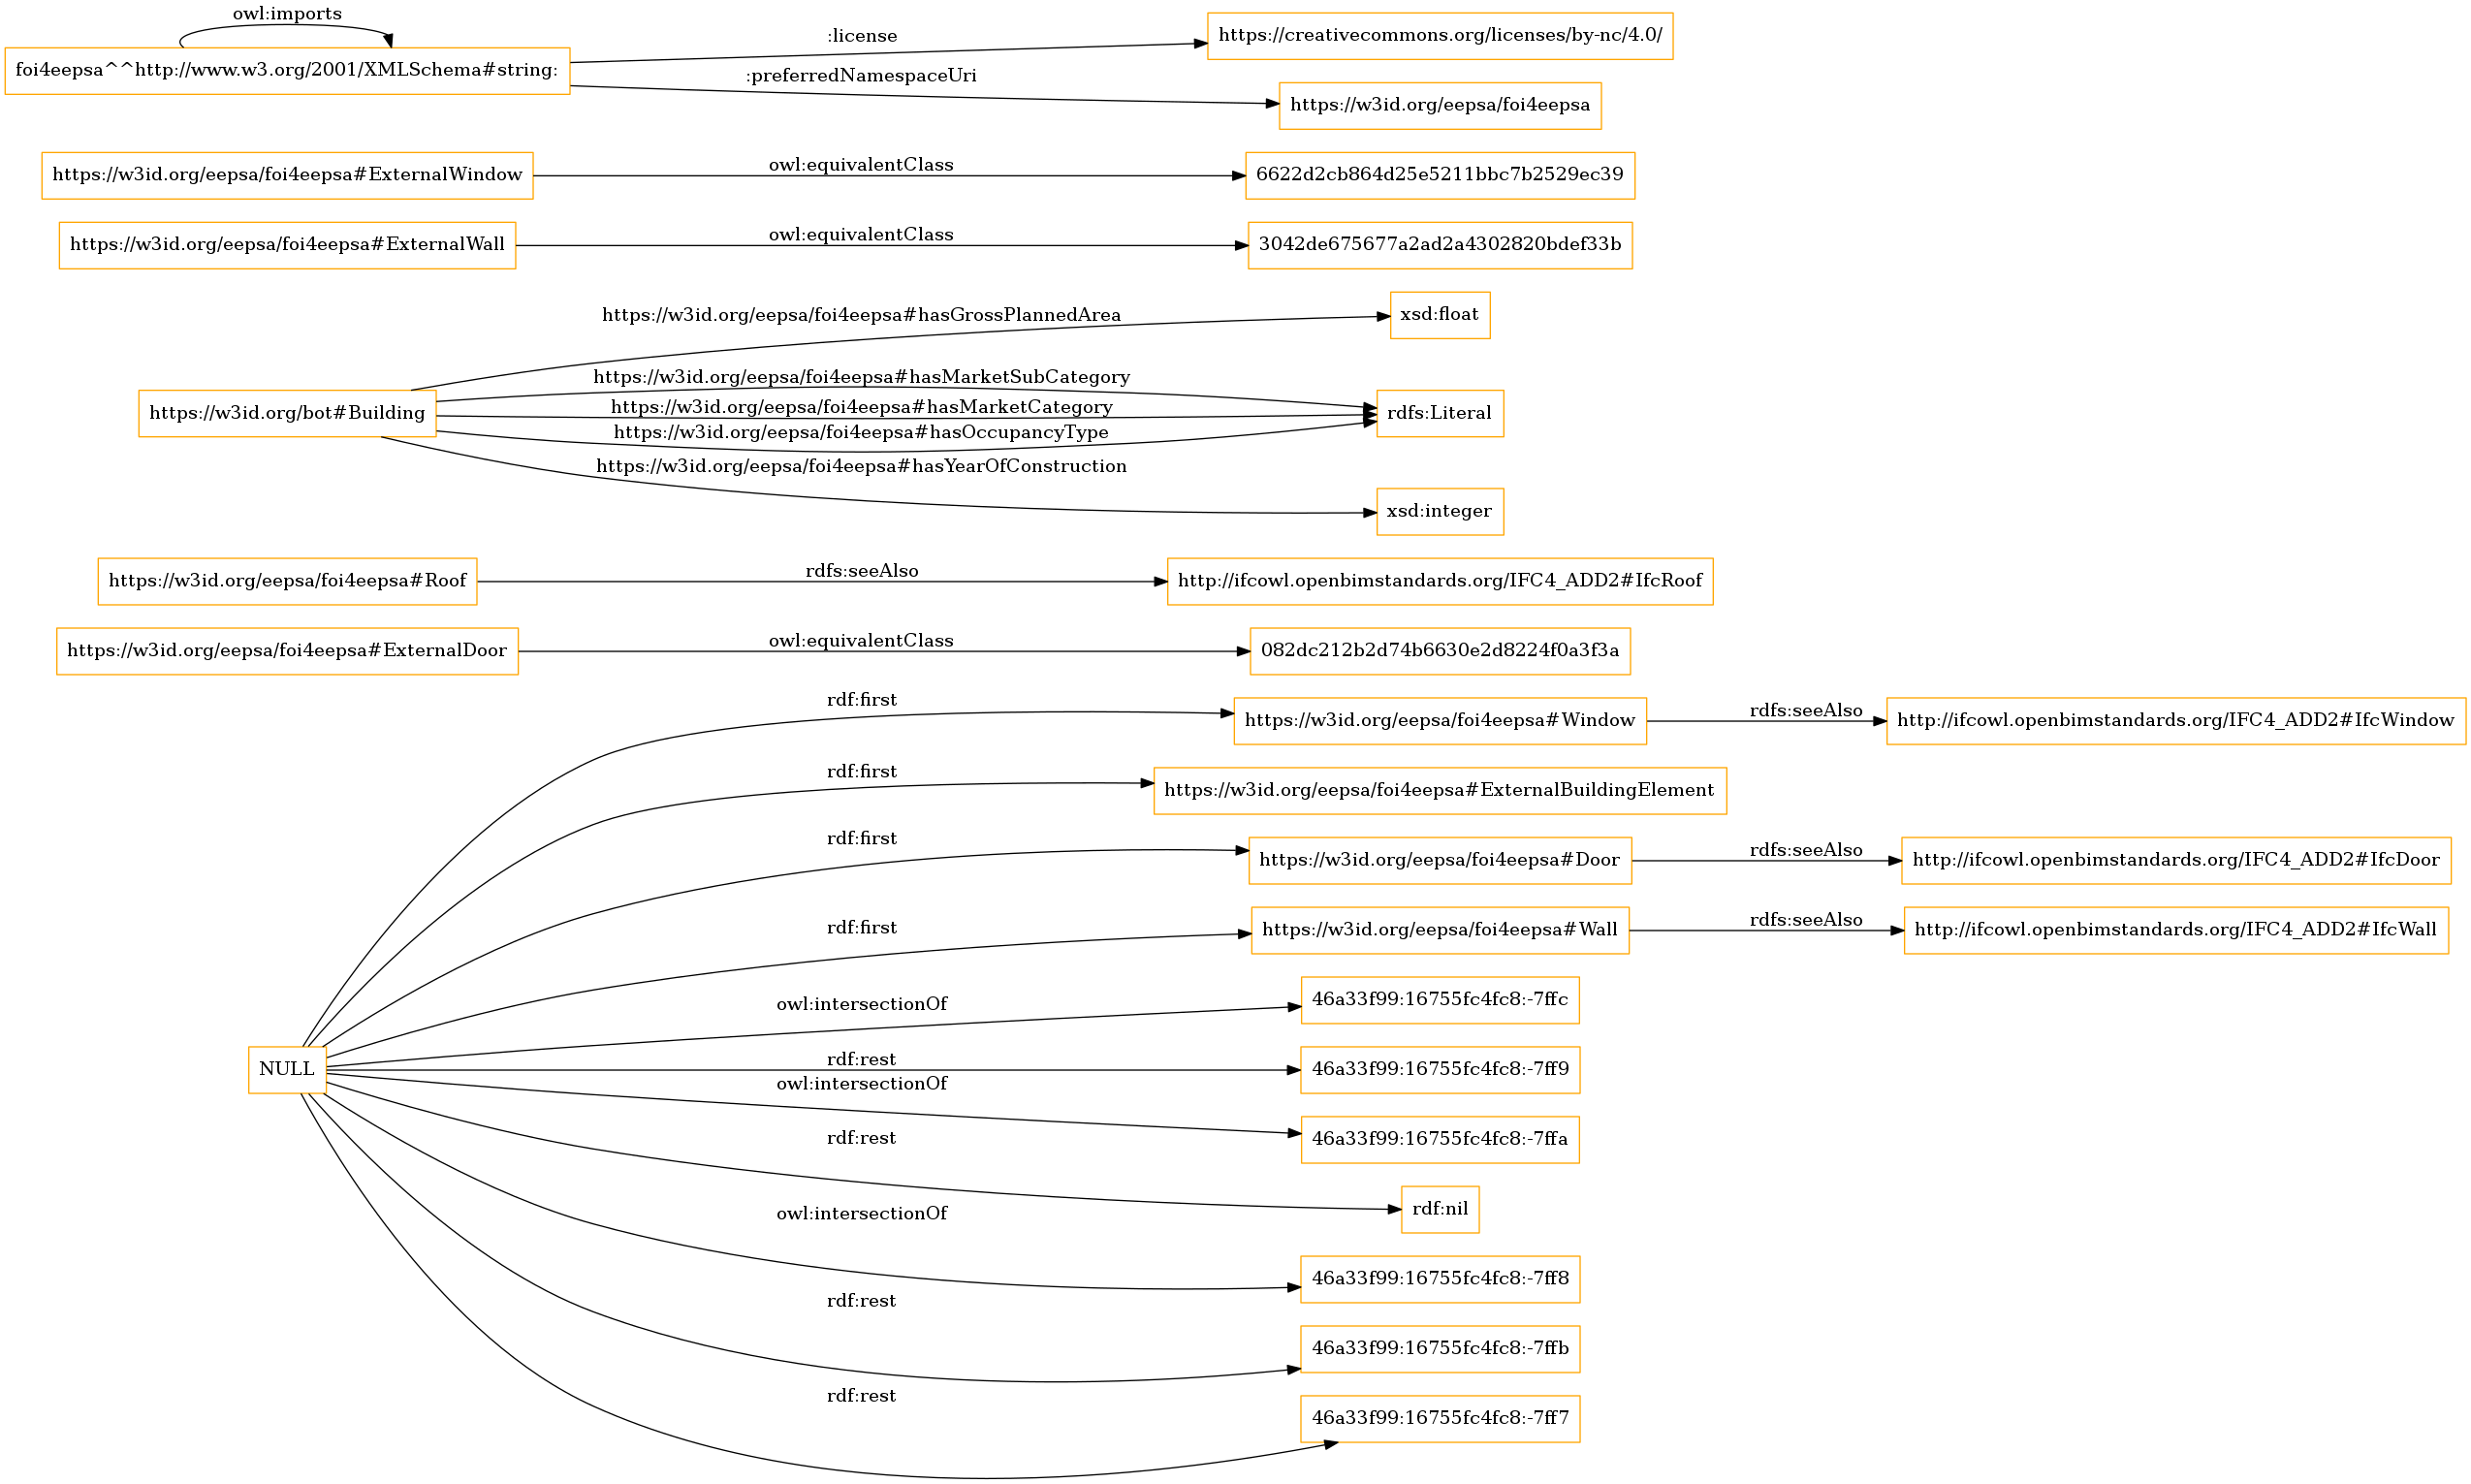 owl:imports
foi4eepsa^^http://www.w3.org/2001/XMLSchema#string:
:license
https://creativecommons.org/licenses/by-nc/4.0/
:preferredNamespaceUri
https://w3id.org/eepsa/foi4eepsa
https://w3id.org/eepsa/foi4eepsa#ExternalWindow
owl:equivalentClass
6622d2cb864d25e5211bbc7b2529ec39
https://w3id.org/eepsa/foi4eepsa#ExternalWall
owl:equivalentClass
3042de675677a2ad2a4302820bdef33b
https://w3id.org/bot#Building
https://w3id.org/eepsa/foi4eepsa#hasGrossPlannedArea
xsd:float
https://w3id.org/eepsa/foi4eepsa#hasMarketSubCategory
https://w3id.org/eepsa/foi4eepsa#hasMarketCategory
https://w3id.org/eepsa/foi4eepsa#hasOccupancyType
rdfs:Literal
https://w3id.org/eepsa/foi4eepsa#hasYearOfConstruction
xsd:integer
https://w3id.org/eepsa/foi4eepsa#Roof
rdfs:seeAlso
http://ifcowl.openbimstandards.org/IFC4_ADD2#IfcRoof
https://w3id.org/eepsa/foi4eepsa#ExternalDoor
owl:equivalentClass
082dc212b2d74b6630e2d8224f0a3f3a
NULL
rdf:first
https://w3id.org/eepsa/foi4eepsa#Window
rdfs:seeAlso
http://ifcowl.openbimstandards.org/IFC4_ADD2#IfcWindow
rdf:first
https://w3id.org/eepsa/foi4eepsa#ExternalBuildingElement
rdf:first
https://w3id.org/eepsa/foi4eepsa#Door
rdfs:seeAlso
http://ifcowl.openbimstandards.org/IFC4_ADD2#IfcDoor
rdf:first
https://w3id.org/eepsa/foi4eepsa#Wall
rdfs:seeAlso
http://ifcowl.openbimstandards.org/IFC4_ADD2#IfcWall
owl:intersectionOf
46a33f99:16755fc4fc8:-7ffc
rdf:rest
46a33f99:16755fc4fc8:-7ff9
owl:intersectionOf
46a33f99:16755fc4fc8:-7ffa
rdf:rest
rdf:nil
owl:intersectionOf
46a33f99:16755fc4fc8:-7ff8
rdf:rest
46a33f99:16755fc4fc8:-7ffb
rdf:rest
46a33f99:16755fc4fc8:-7ff7